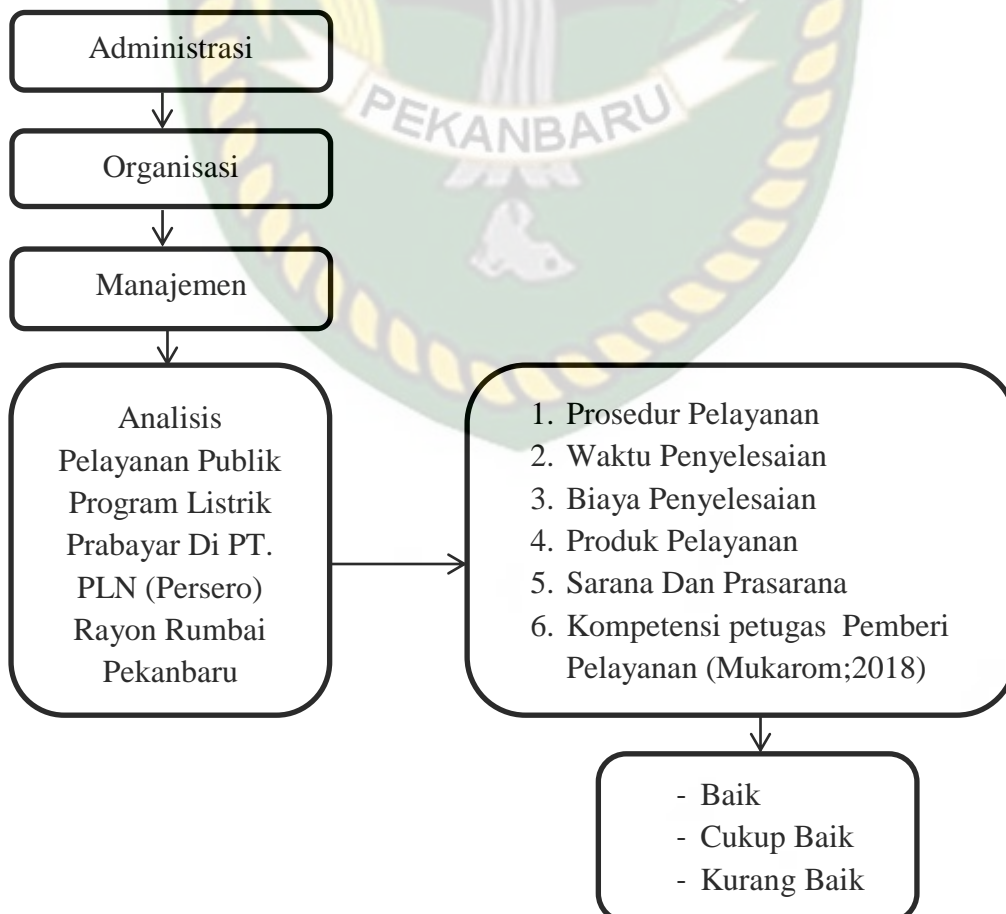 Administrasi
PEKANBARU
Organisasi
Manajemen
Analisis
Pelayanan Publik
Program Listrik
Prabayar Di PT.
PLN (Persero)
Rayon Rumbai
Pekanbaru
1. Prosedur Pelayanan
2. Waktu Penyelesaian
3. Biaya Penyelesaian
4. Produk Pelayanan
5. Sarana Dan Prasarana
6. Kompetensi petugas Pemberi
Pelayanan (Mukarom;2018)
- Baik
- Cukup Baik
- Kurang Baik